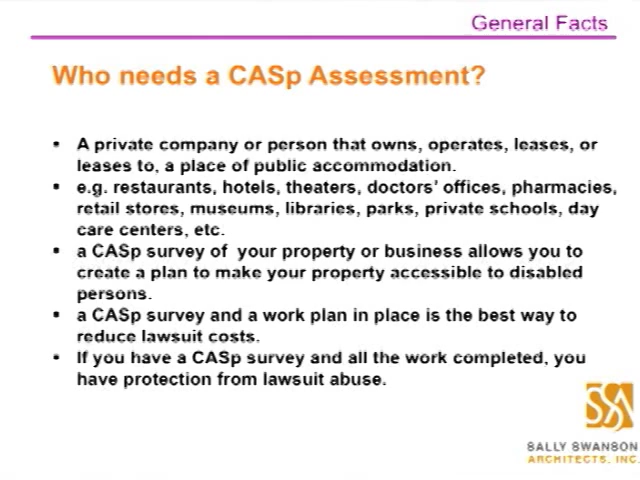 General Facts
Who needs a CASp Assessment?
• A private company or person that owns, operates, leases, or
leases to, a place of public accommodation.
• e.g. restaurants, hotels, theaters, doctors' offices, pharmacies,
retail stores, museums, libraries, parks, private schools, day
care centers, etc.
• a CASp survey of your property or business allows you to
create a plan to make your property accessible to disabled
persons.
• a CASp survey and a work plan in place is the best way to
reduce lawsuit costs.
• If you have a CASp survey and all the work completed, you
have protection from lawsuit abuse.
SSA
SALLY SWANSON
ARCHITECTS, INC.